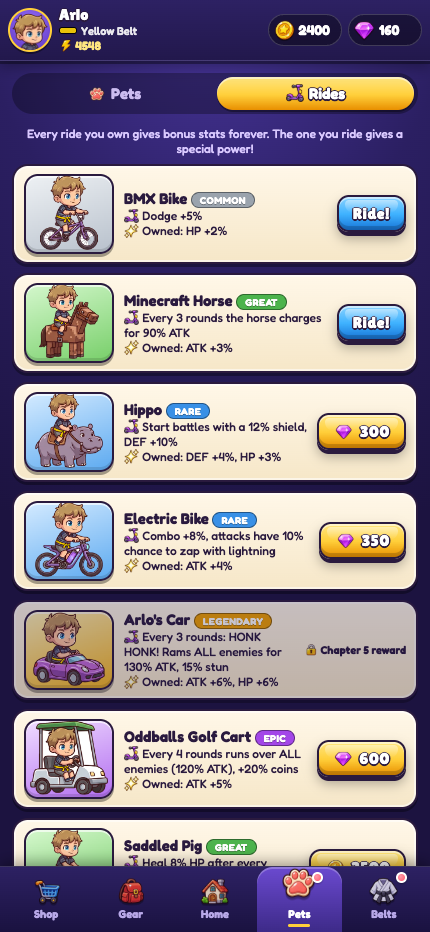 Arlo
Yellow Belt
4548
2400
160
Pets
Rides
Every ride you own gives bonus stats forever. The one you ride gives a
special power!
BMX Bike COMMON
Dodge +5%
Owned: HP +2%
Ride!
Minecraft Horse GREAT
Every 3 rounds the horse charges
for 90% ATK
Owned: ATK +3%
Ride!
Hippo RARE
Start battles with a 12% shield,
DEF +10%
Owned: DEF +4%, HP +3%
300
Electric Bike RARE
Combo +8%, attacks have 10%
chance to zap with lightning
Owned: ATK +4%
350
Arlo's Car LEGENDARY
Every 3 rounds: HONK
HONK! Rams ALL enemies for
130% ATK, 15% stun
Owned: ATK +6%, HP +6%
Chapter 5 reward
Oddballs Golf Cart EPIC
Every 4 rounds runs over ALL
enemies (120% ATK), +20% coins
Owned: ATK +5%
600
Saddled Pig GREAT
Heal 8% HP after every
Shop
Gear
Home
Pets
Belts